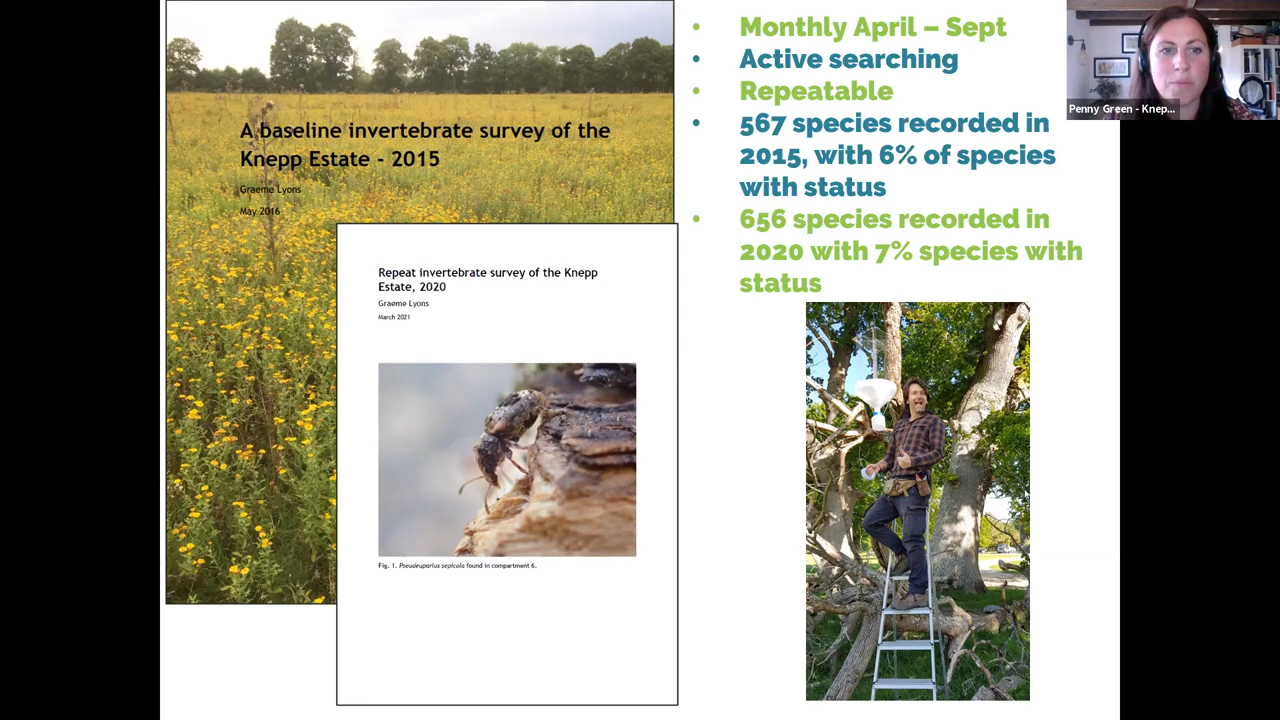 A baseline invertebrate survey of the
Knepp Estate - 2015
Graeme Lyons
May 2016
Repeat invertebrate survey of the Knepp
Estate, 2020
Graeme Lyons
March 2021
Fig. 1. Pseudeuparius sepicola found in compartment 6.
• Monthly April – Sept
• Active searching
• Repeatable
• 567 species recorded in
2015, with 6% of species
with status
• 656 species recorded in
2020 with 7% species with
status
Penny Green - Knep...